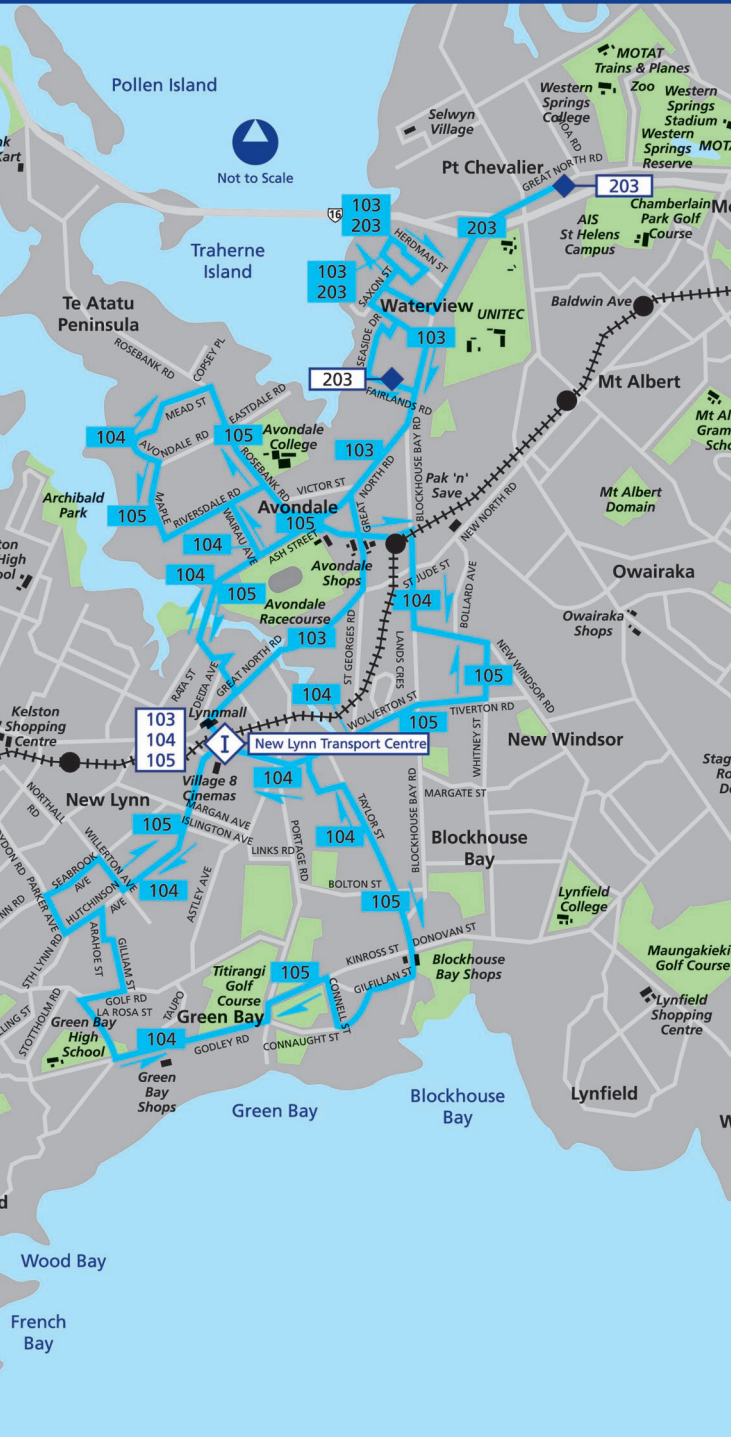 MOTAT
Trains & Planes
Pollen Island
Western
Springs
College
Zoo
Western
Springs
Stadium
Selwyn
Village
Western
Springs
Reserve
Not to Scale
Pt Chevalier
GREAT NORTH RD
203
16
103
203
Chamberlain
Park Golf
Course
AIS
St Helens
Campus
203
HERDMAN ST
Traherne
Island
103
203
SAXON ST
Te Atatu
Peninsula
Waterview
UNITEC
Baldwin Ave
SEASIDE DR
103
ROSEBANK RD
COPSEY PL
203
FAIRLANDS RD
Mt Albert
MEAD ST
EASTDALE RD
104
AVONDALE RD
105
Avondale
College
103
BLOCKHOUSE BAY RD
ROSEBANK RD
GREAT
NORTH RD
Pak 'n'
Save
VICTOR ST
Archibald
Park
MAPLE
105
RIVERSDALE RD
Avondale
105
NEW NORTH RD
Mt Albert
Domain
WAIRAU AVE
104
ASH STREET
Avondale
Shops
104
105
ST JUDE ST
104
BOLLARD AVE
Owairaka
Avondale
Racecourse
Owairaka
Shops
103
GREAT NORTH RD
ST GEORGES RD
LANDS CRES
NEW WINDSOR RD
105
RATA ST
DELTA AVE
104
WOLVERTON ST
105
TIVERTON RD
Kelston
Shopping
Centre
103
104
105
Lynnmall
I
New Lynn Transport Centre
WHITNEY ST
New Windsor
Village 8
Cinemas
104
BLOCKHOUSE BAY RD
MARGATE ST
NORTHALL
RD
New Lynn
MARGAN AVE
ISLINGTON AVE
105
PORTAGE RD
TAYLOR ST
104
Blockhouse
Bay
LINKS RD
WILLERTON AVE
SEABROOK
AVE
HUTCHINSON
AVE
104
ASTLEY AVE
PARKER AVE
BOLTON ST
105
Lynfield
College
ARAHOE ST
GILLIAM ST
STH LYNN RD
DONOVAN ST
KINROSS ST
Titirangi
Golf
Course
105
CONNELL ST
GILFILLAN ST
Blockhouse
Bay Shops
Maungakieki
Golf Course
STOTTHOLM RD
GOLF RD
LA ROSA ST
TAUPO
Green Bay
Lynfield
Shopping
Centre
Green Bay
High
School
104
GODLEY RD
CONNAUGHT ST
Green
Bay
Shops
Green Bay
Blockhouse
Bay
Lynfield
Wood Bay
French
Bay